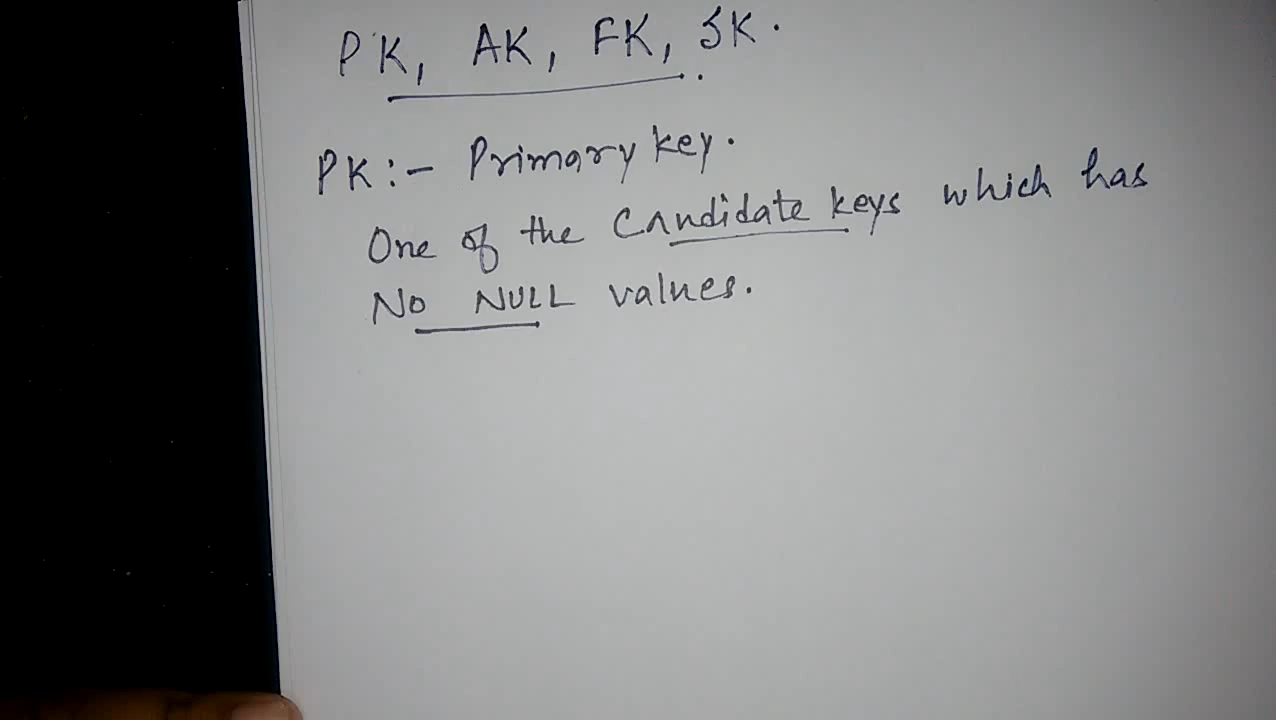 PK, AK, FK, SK.
PK:- Primary key.
One of the Candidate keys which has
No NULL values.